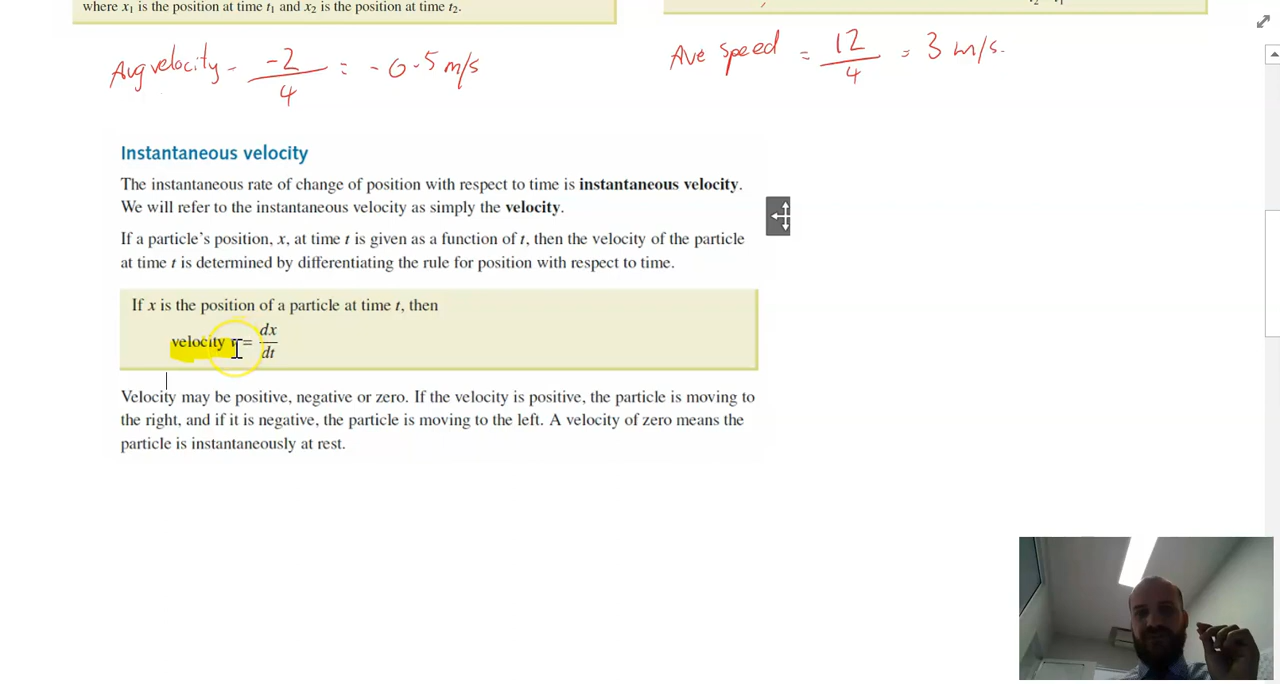 where x₁ is the position at time t₁ and x₂ is the position at time t₂.
Avg velocity - -2/4 = -0.5 m/s
Ave speed = 12/4 = 3 m/s.
Instantaneous velocity
The instantaneous rate of change of position with respect to time is instantaneous velocity.
We will refer to the instantaneous velocity as simply the velocity.
If a particle's position, x, at time t is given as a function of t, then the velocity of the particle
at time t is determined by differentiating the rule for position with respect to time.
If x is the position of a particle at time t, then
velocity = dx/dt
Velocity may be positive, negative or zero. If the velocity is positive, the particle is moving to
the right, and if it is negative, the particle is moving to the left. A velocity of zero means the
particle is instantaneously at rest.